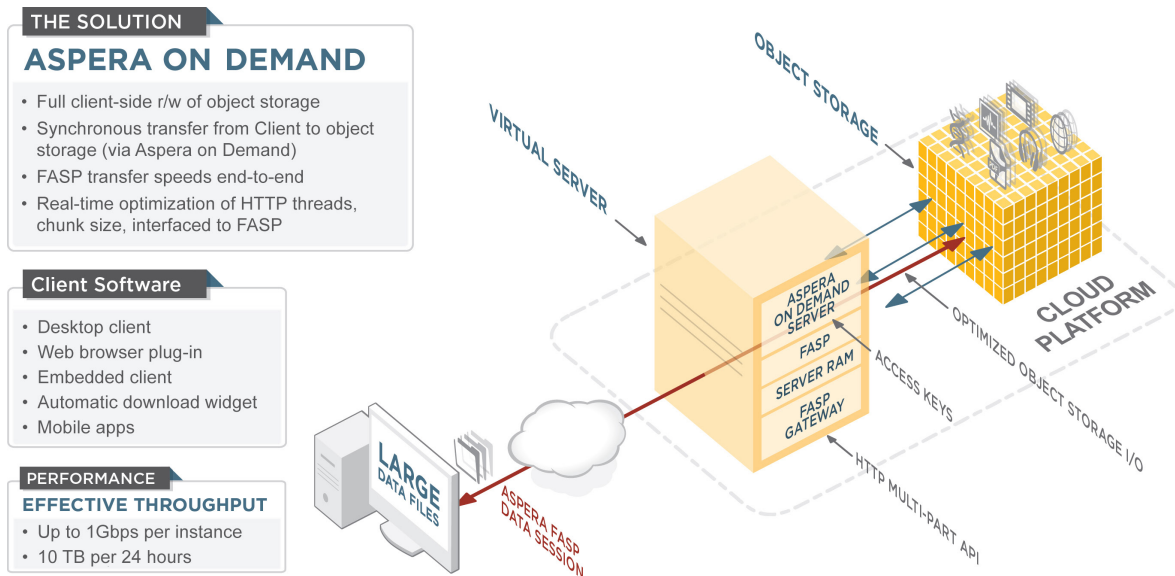 THE SOLUTION
ASPERA ON DEMAND
• Full client-side r/w of object storage
• Synchronous transfer from Client to object
storage (via Aspera on Demand)
• FASP transfer speeds end-to-end
• Real-time optimization of HTTP threads,
chunk size, interfaced to FASP
Client Software
• Desktop client
• Web browser plug-in
• Embedded client
• Automatic download widget
• Mobile apps
PERFORMANCE
EFFECTIVE THROUGHPUT
• Up to 1Gbps per instance
• 10 TB per 24 hours
LARGE
DATA FILES
ASPERA FASP
DATA SESSION
VIRTUAL SERVER
OBJECT STORAGE
ASPERA
ON DEMAND
SERVER
FASP
SERVER RAM
FASP
GATEWAY
CLOUD
PLATFORM
ACCESS KEYS
OPTIMIZED OBJECT STORAGE I/O
HTTP MULTI-PART API